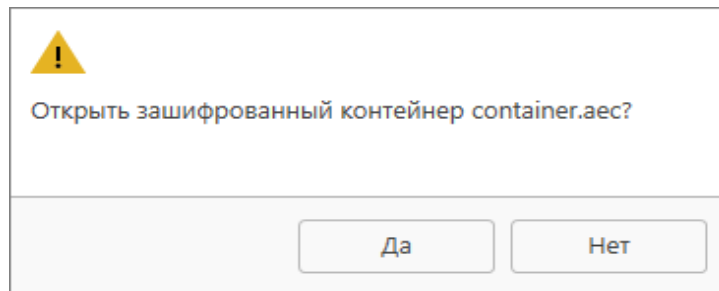 Открыть зашифрованный контейнер container.aec?
Да
Нет